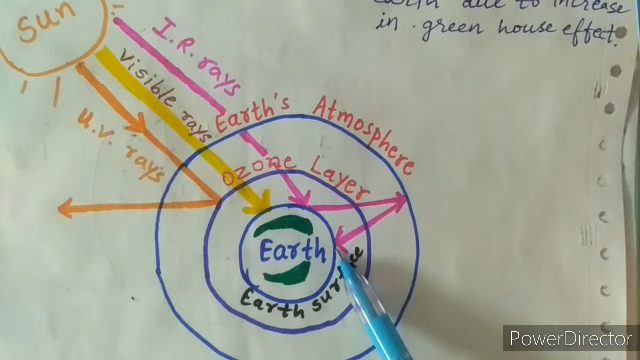 earth due to increase
in green house effect.
Sun
I.R. rays
visible rays
u.v. rays
Earth's Atmosphere
Ozone Layer
Earth
Earth surface
PowerDirector